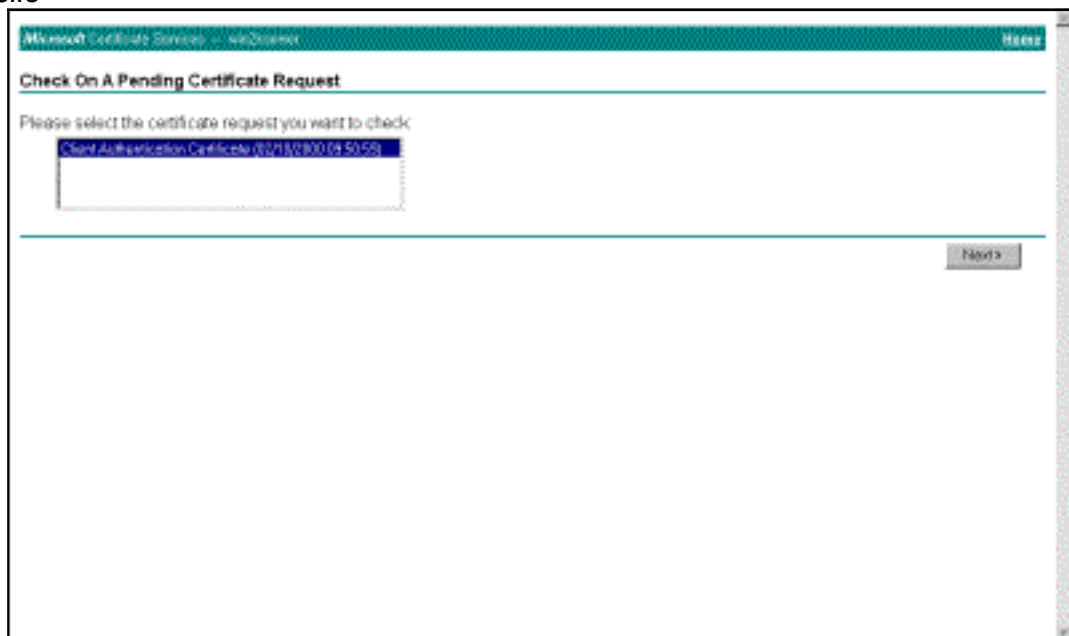 Microsoft Certificate Services -- win2kserver Home
Check On A Pending Certificate Request
Please select the certificate request you want to check:
Client Authentication Certificate
Next >